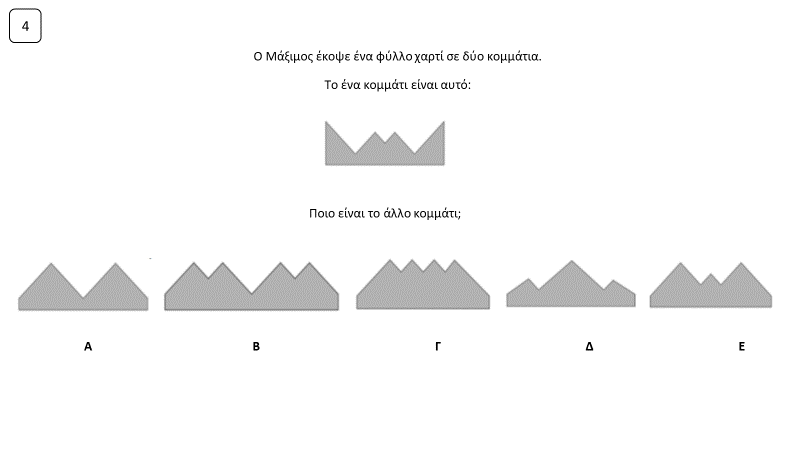 4
Ο Μάξιμος έκοψε ένα φύλλο χαρτί σε δύο κομμάτια.
Το ένα κομμάτι είναι αυτό:
Ποιο είναι το άλλο κομμάτι;
Α Β Γ Δ Ε